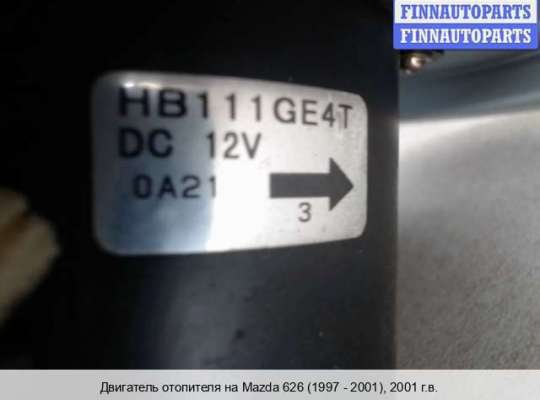 FINNAUTOPARTS
FINNAUTOPARTS
HB111GE4T
DC 12V
0A21
3
Двигатель отопителя на Mazda 626 (1997 - 2001), 2001 г.в.